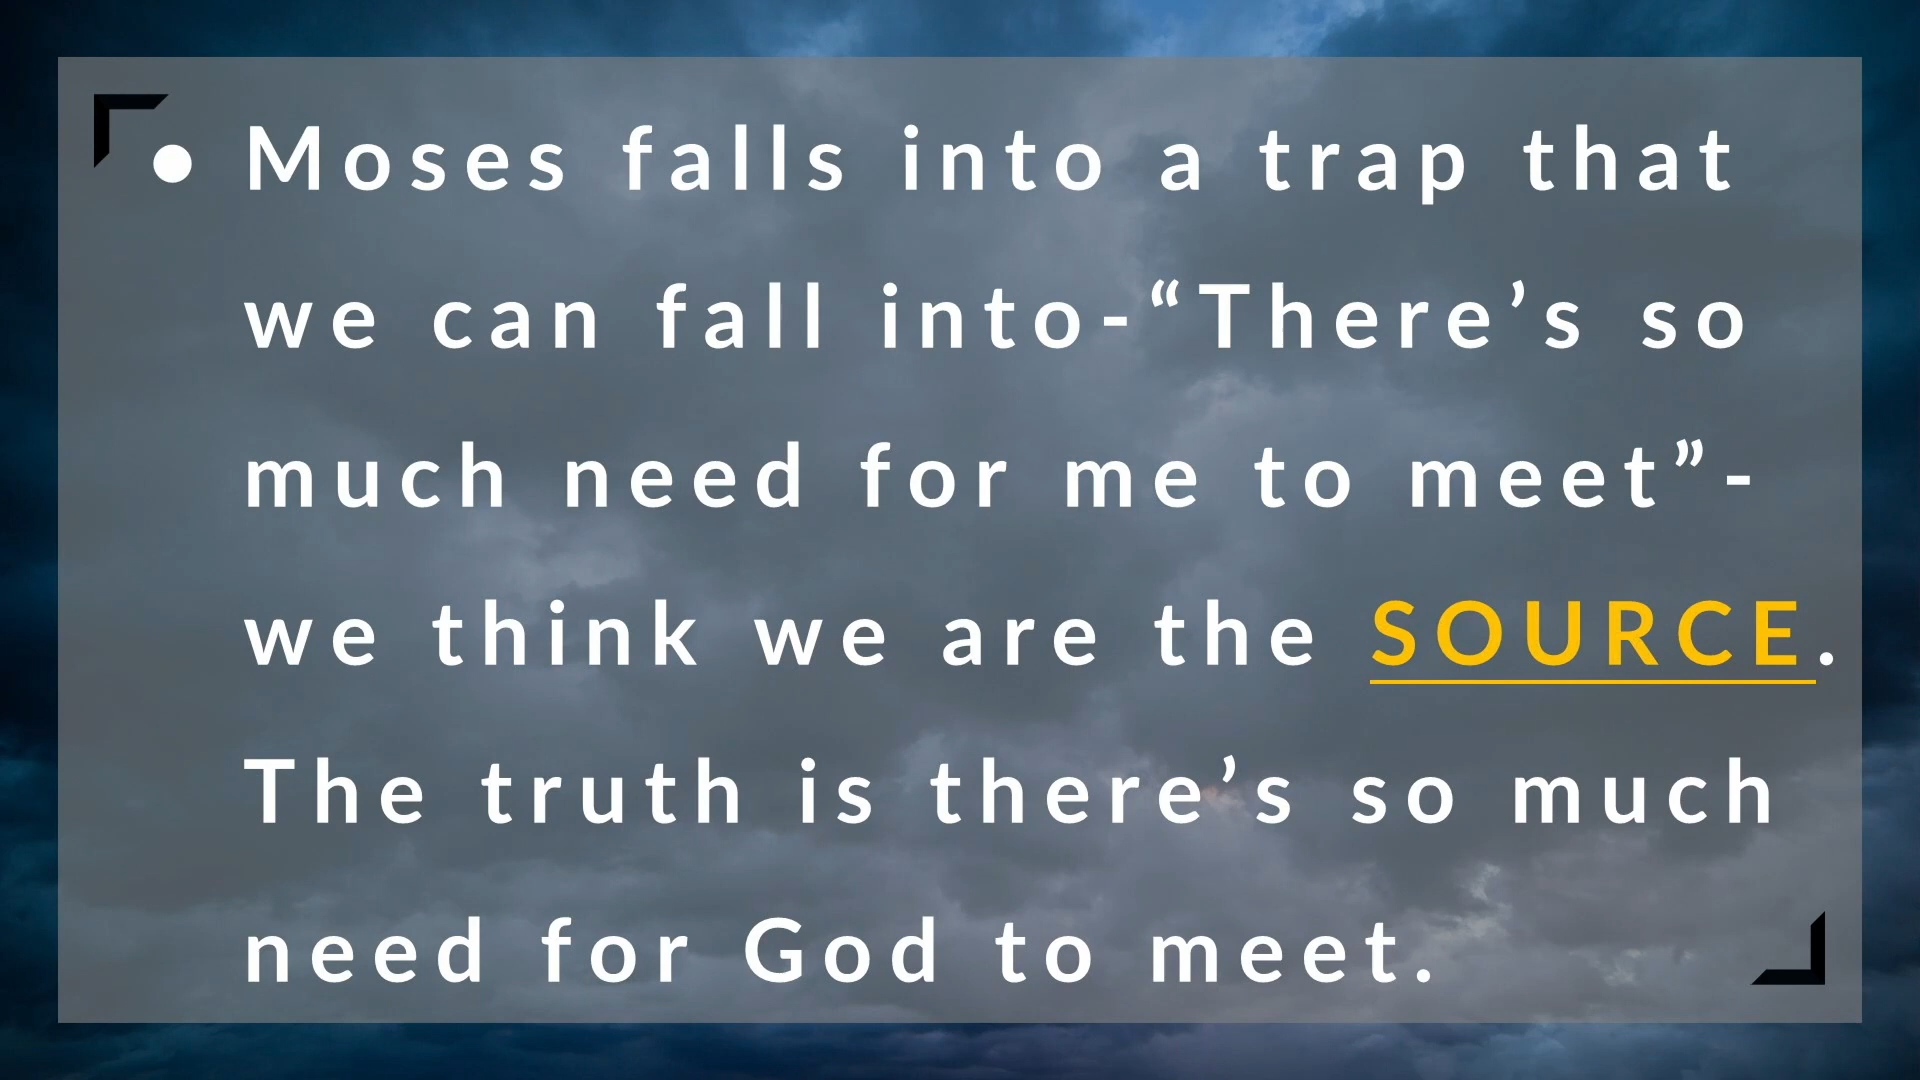 • Moses falls into a trap that
we can fall into-“There’s so
much need for me to meet”-
we think we are the SOURCE.
The truth is there’s so much
need for God to meet.